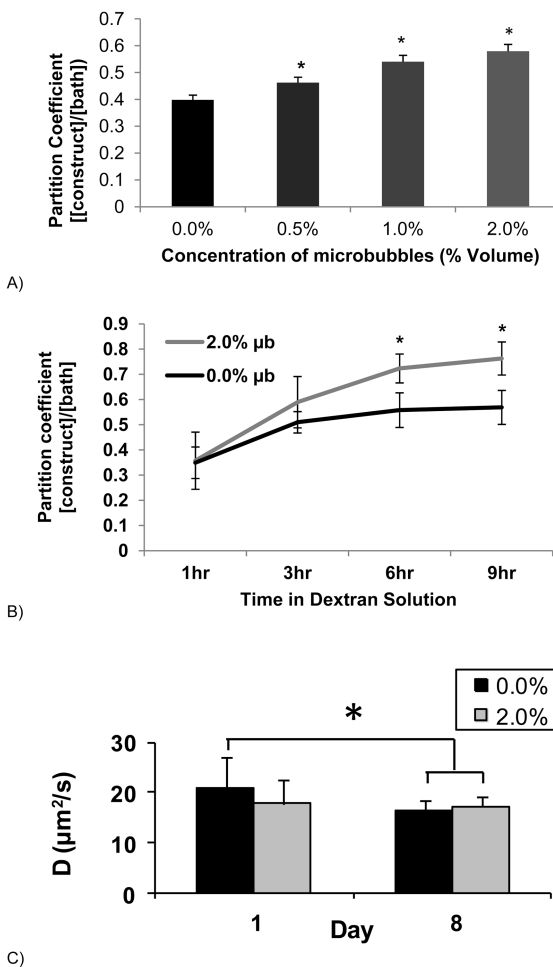 0.7
0.6
0.5
0.4
0.3
0.2
0.1
0
Partition Coefficient
[[construct]/[bath])
*
*
*
0.0%
0.5%
1.0%
2.0%
Concentration of microbubbles (% Volume)
A)
0.9
0.8
0.7
0.6
0.5
0.4
0.3
0.2
0.1
0
Partition coefficient
[construct]/[bath]
2.0% μb
0.0% μb
*
*
1hr
3hr
6hr
9hr
Time in Dextran Solution
B)
0.0%
2.0%
*
30
20
10
0
D (μm²/s)
1
Day
8
C)